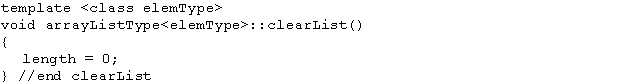 template <class elemType>
void arrayListType<elemType>::clearList()
{
length = 0;
} //end clearList